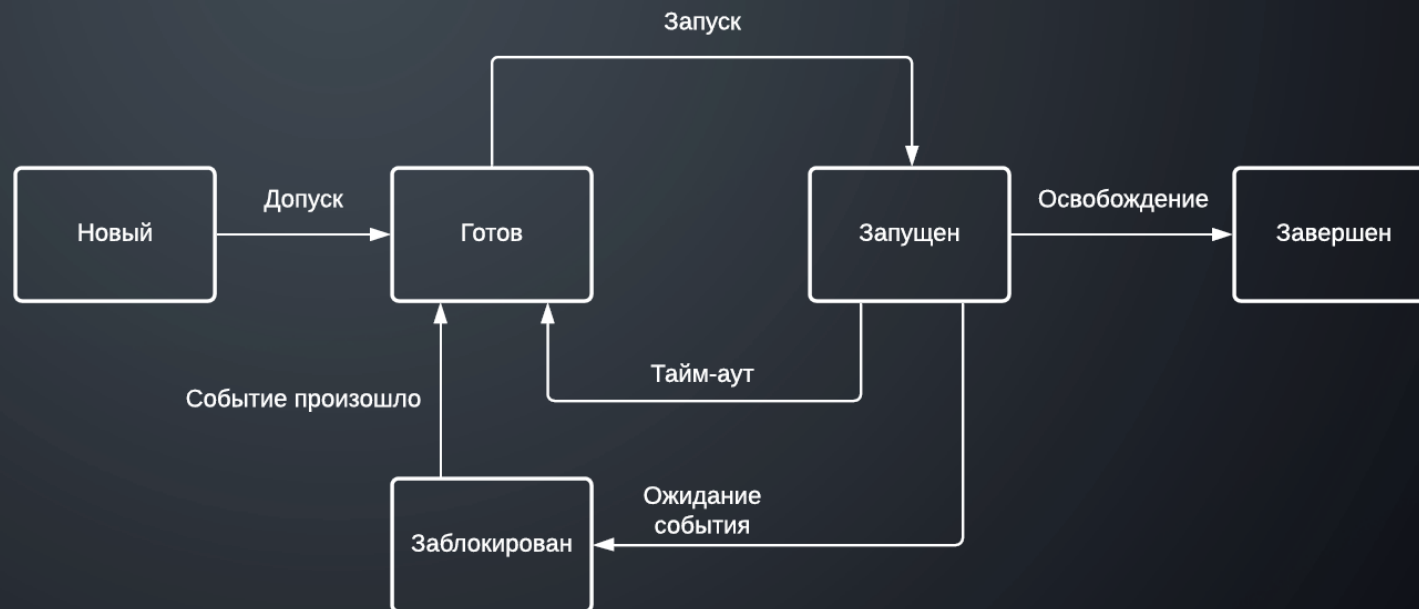 Запуск
Новый
Допуск
Готов
Запущен
Освобождение
Завершен
Тайм-аут
Событие произошло
Ожидание
события
Заблокирован